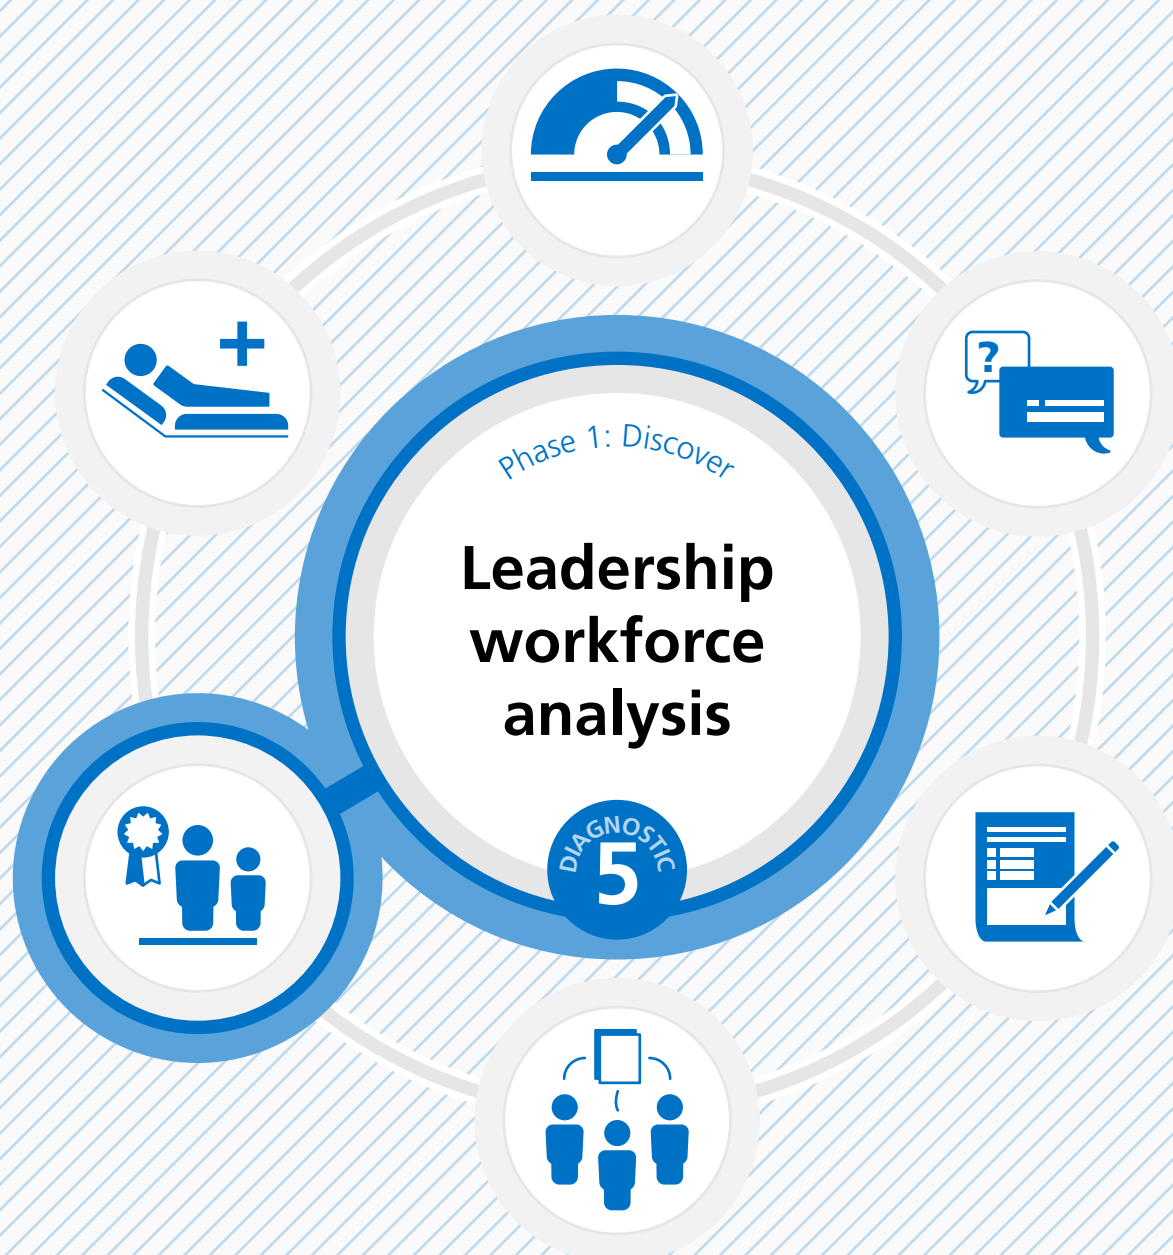 Phase 1: Discover
?
Leadership
workforce
analysis
DIAGNOSTIC
5